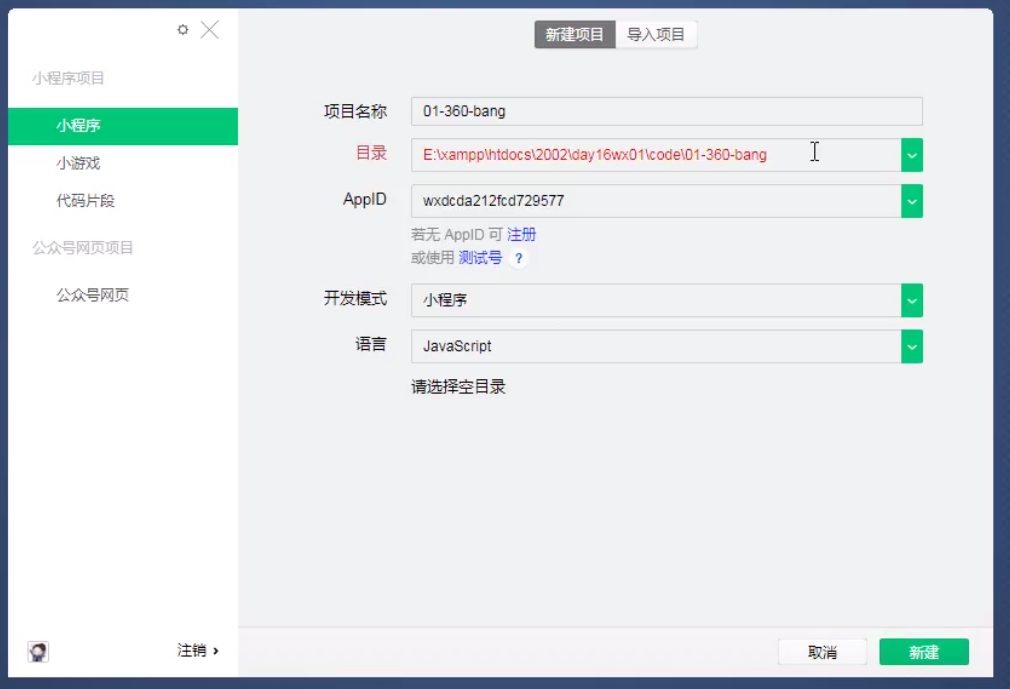 新建项目 导入项目
小程序项目
小程序
小游戏
代码片段
公众号网页项目
公众号网页
注销 ›
项目名称 01-360-bang
目录 E:\xampp\htdocs\2002\day16wx01\code\01-360-bang
AppID wxdcda212fcd729577
若无 AppID 可 注册
或使用 测试号 ?
开发模式 小程序
语言 JavaScript
请选择空目录
取消 新建